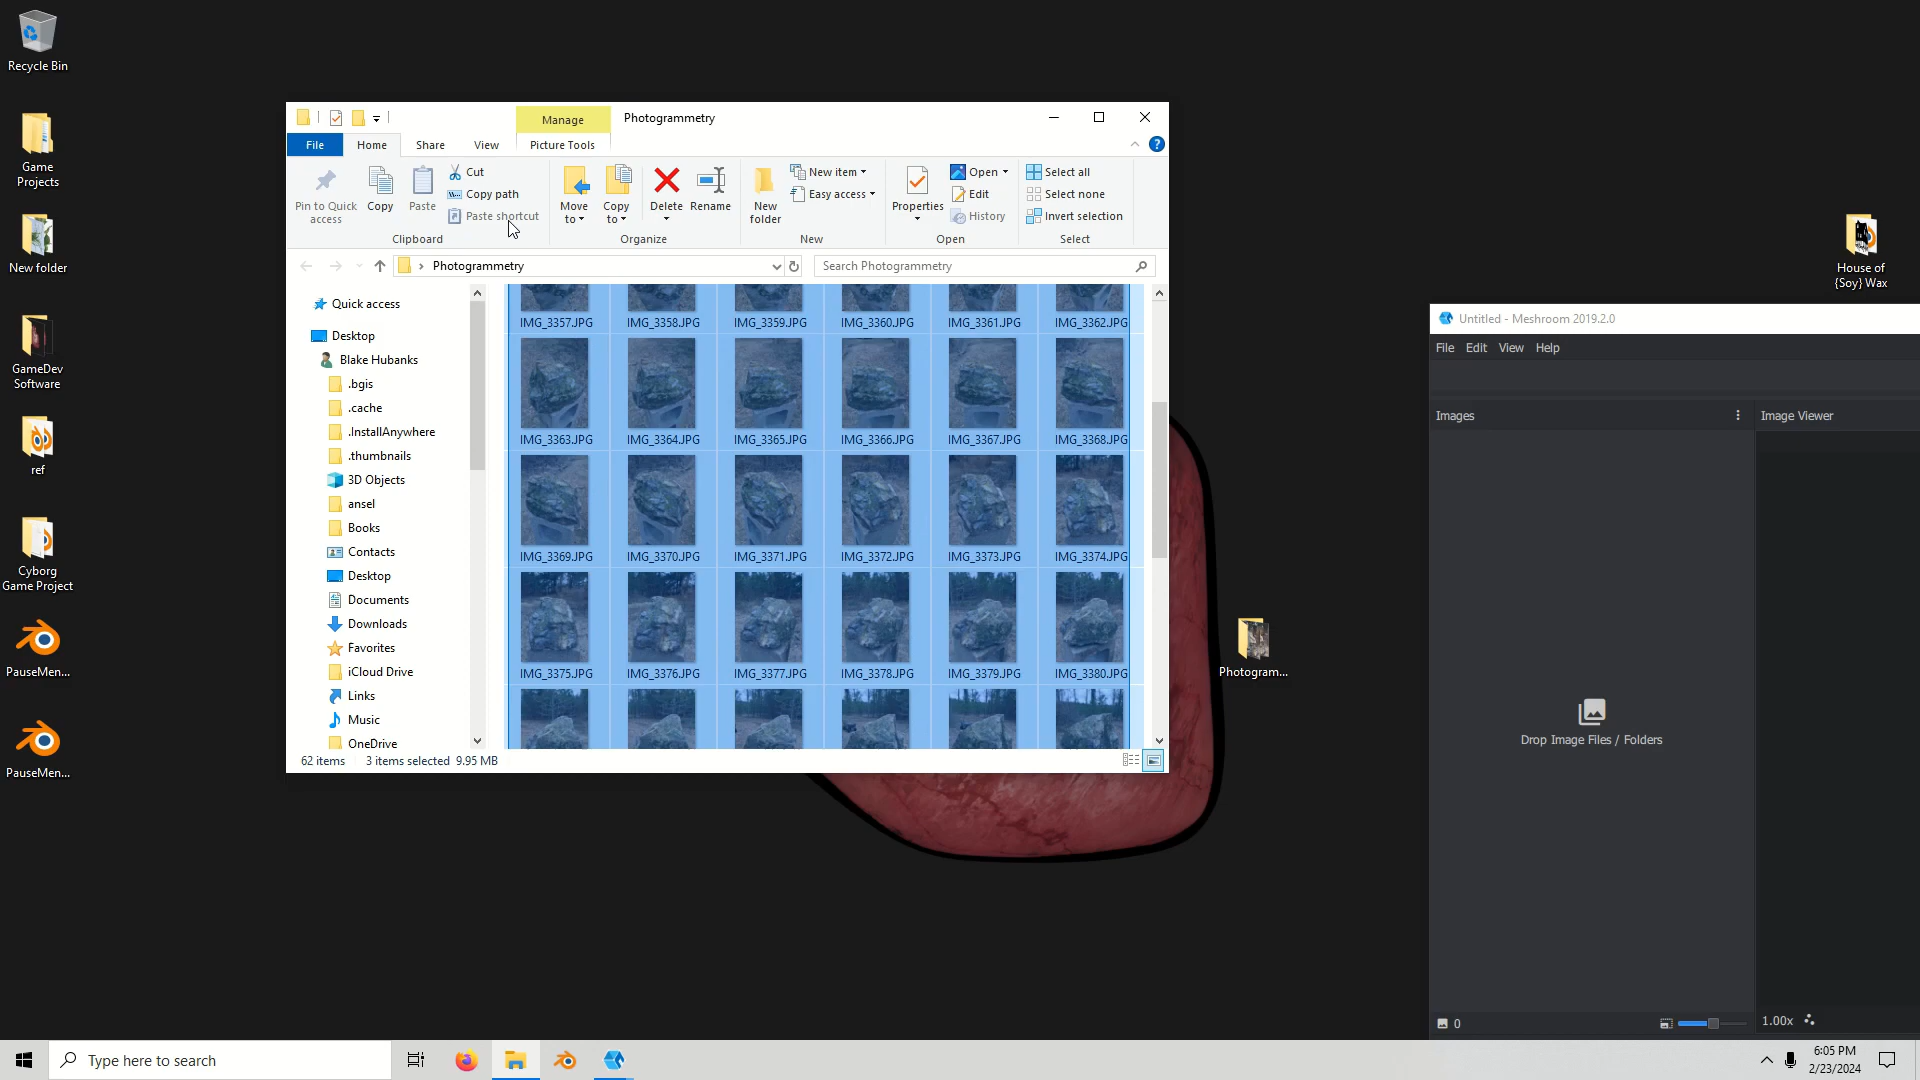 Recycle Bin
Game
Projects
New folder
GameDev
Software
ref
Cyborg
Game Project
PauseMen...
PauseMen...
Manage
Photogrammetry
File
Home
Share
View
Picture Tools
Pin to Quick
access
Copy
Paste
Cut
Copy path
Paste shortcut
Clipboard
Move
to
Copy
to
Delete
Rename
Organize
New
folder
New item
Easy access
New
Properties
Open
Edit
History
Open
Select all
Select none
Invert selection
Select
Photogrammetry
Search Photogrammetry
Quick access
Desktop
Blake Hubanks
.bgis
.cache
.InstallAnywhere
.thumbnails
3D Objects
ansel
Books
Contacts
Desktop
Documents
Downloads
Favorites
iCloud Drive
Links
Music
OneDrive
IMG_3357.JPG IMG_3358.JPG IMG_3359.JPG IMG_3360.JPG IMG_3361.JPG IMG_3362.JPG
IMG_3363.JPG IMG_3364.JPG IMG_3365.JPG IMG_3366.JPG IMG_3367.JPG IMG_3368.JPG
IMG_3369.JPG IMG_3370.JPG IMG_3371.JPG IMG_3372.JPG IMG_3373.JPG IMG_3374.JPG
IMG_3375.JPG IMG_3376.JPG IMG_3377.JPG IMG_3378.JPG IMG_3379.JPG IMG_3380.JPG
62 items 3 items selected 9.95 MB
Photogram...
House of
{Soy} Wax
Untitled - Meshroom 2019.2.0
File Edit View Help
Images
Image Viewer
Drop Image Files / Folders
0
1.00x
Type here to search
6:05 PM
2/23/2024